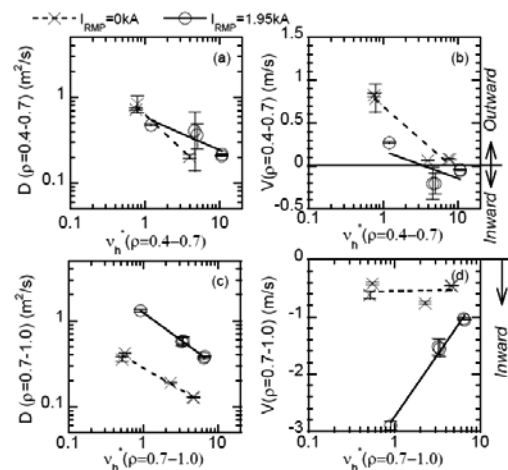 I_RMP=0kA I_RMP=1.95kA
(a)
D (ρ=0.4-0.7) (m²/s)
1
0.1
0.1 1 10 100
ν_h*(ρ=0.4-0.7)
(b)
V(ρ=0.4-0.7) (m/s)
1.5
1
0.5
0
-0.5
0.1 1 10 100
ν_h*(ρ=0.4-0.7)
Outward
Inward
(c)
D (ρ=0.7-1.0) (m²/s)
1
0.1
0.1 1 10 100
ν_h*(ρ=0.7-1.0)
(d)
V(ρ=0.7-1.0) (m/s)
0
-1
-2
-3
0.1 1 10
ν_h*(ρ=0.7-1.0)
Inward